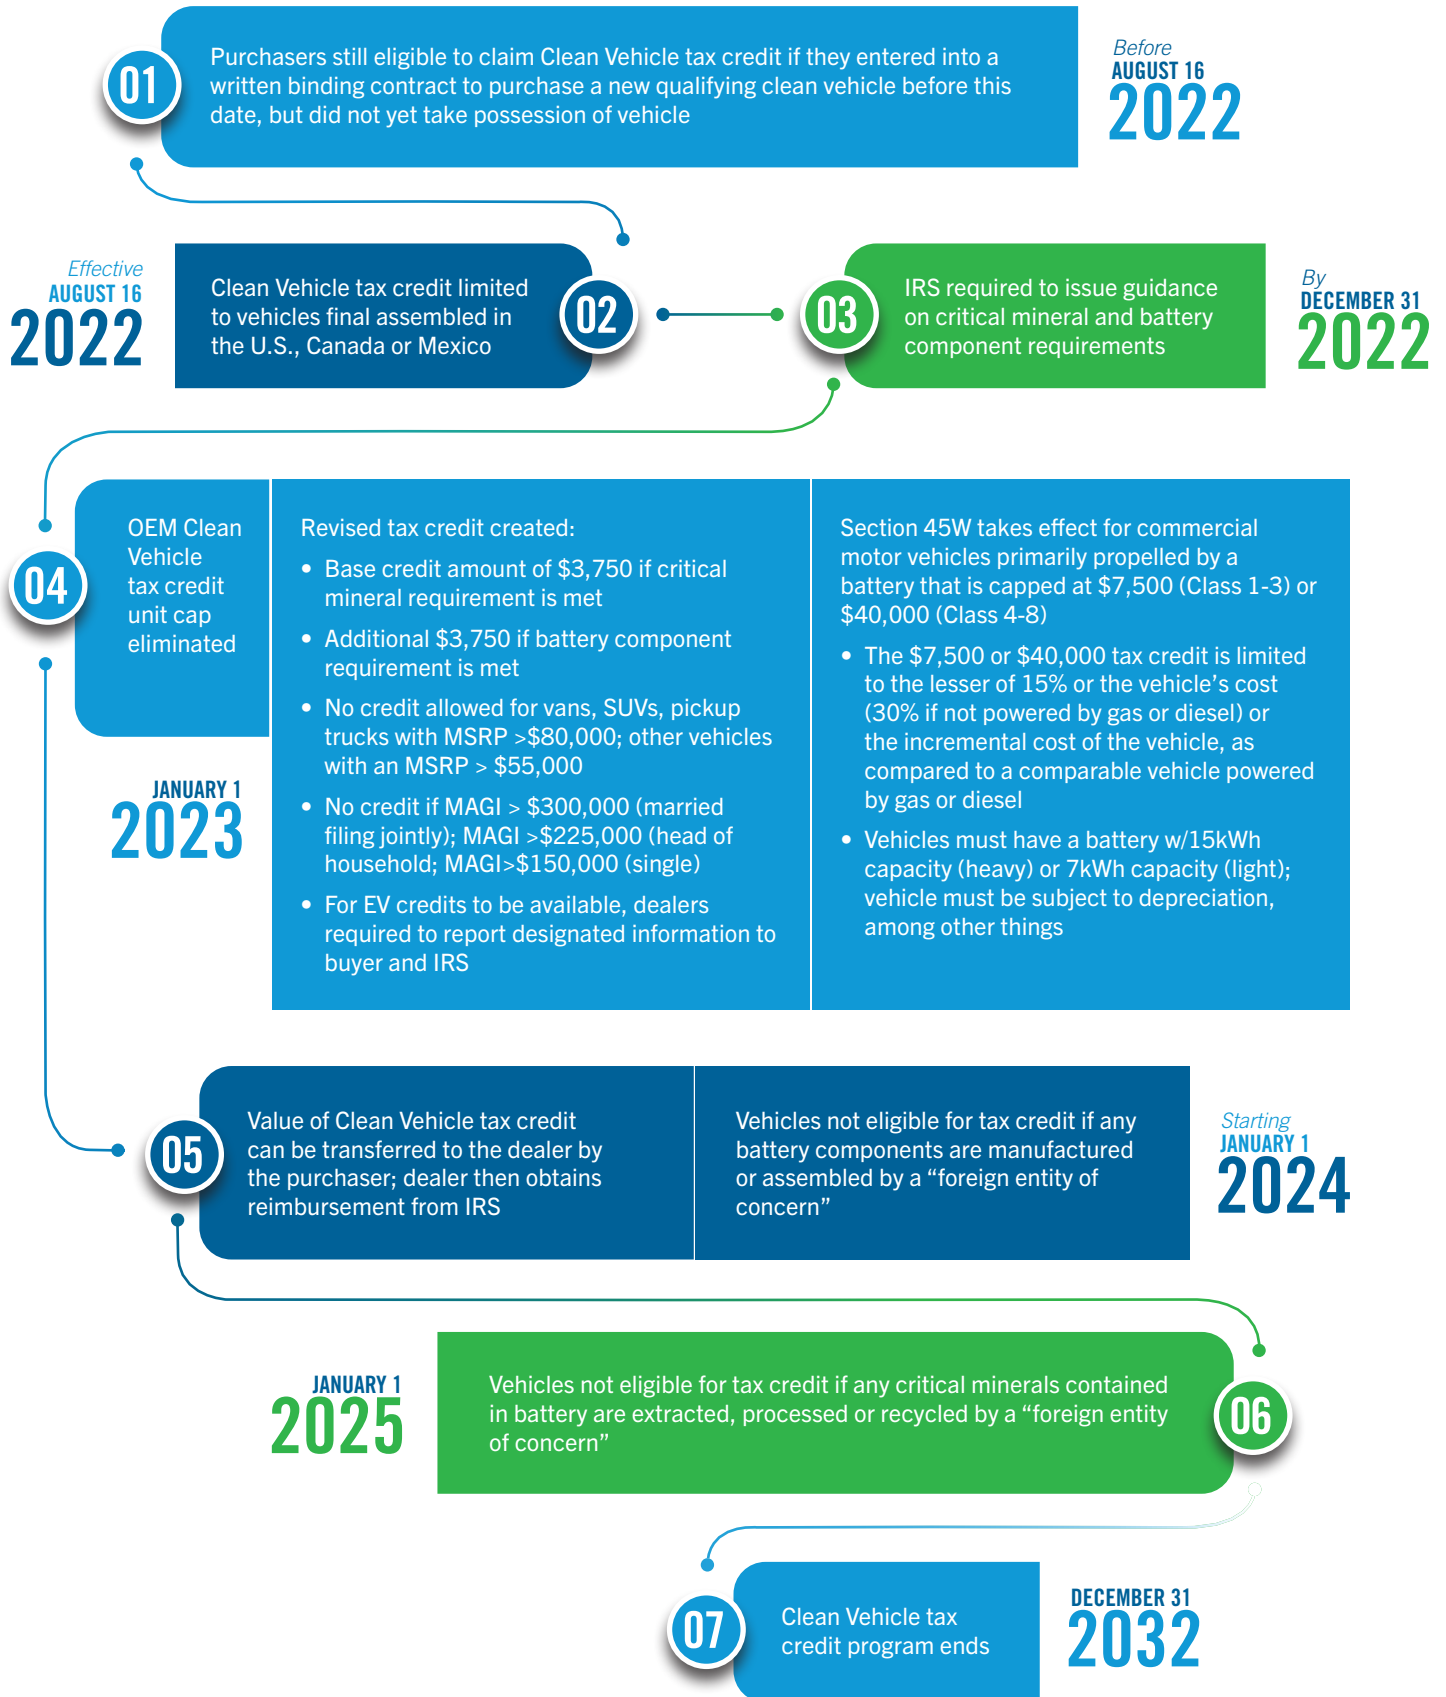 01
Purchasers still eligible to claim Clean Vehicle tax credit if they entered into a
written binding contract to purchase a new qualifying clean vehicle before this
date, but did not yet take possession of vehicle
Before
AUGUST 16
2022
Effective
AUGUST 16
2022
Clean Vehicle tax credit limited
to vehicles final assembled in
the U.S., Canada or Mexico
02
03
IRS required to issue guidance
on critical mineral and battery
component requirements
By
DECEMBER 31
2022
04
OEM Clean
Vehicle
tax credit
unit cap
eliminated
JANUARY 1
2023
Revised tax credit created:
• Base credit amount of $3,750 if critical
mineral requirement is met
• Additional $3,750 if battery component
requirement is met
• No credit allowed for vans, SUVs, pickup
trucks with MSRP >$80,000; other vehicles
with an MSRP > $55,000
• No credit if MAGI > $300,000 (married
filing jointly); MAGI >$225,000 (head of
household; MAGI>$150,000 (single)
• For EV credits to be available, dealers
required to report designated information to
buyer and IRS
Section 45W takes effect for commercial
motor vehicles primarily propelled by a
battery that is capped at $7,500 (Class 1-3) or
$40,000 (Class 4-8)
• The $7,500 or $40,000 tax credit is limited
to the lesser of 15% or the vehicle’s cost
(30% if not powered by gas or diesel) or
the incremental cost of the vehicle, as
compared to a comparable vehicle powered
by gas or diesel
• Vehicles must have a battery w/15kWh
capacity (heavy) or 7kWh capacity (light);
vehicle must be subject to depreciation,
among other things
05
Value of Clean Vehicle tax credit
can be transferred to the dealer by
the purchaser; dealer then obtains
reimbursement from IRS
Vehicles not eligible for tax credit if any
battery components are manufactured
or assembled by a “foreign entity of
concern”
Starting
JANUARY 1
2024
JANUARY 1
2025
Vehicles not eligible for tax credit if any critical minerals contained
in battery are extracted, processed or recycled by a “foreign entity
of concern”
06
07
Clean Vehicle tax
credit program ends
DECEMBER 31
2032